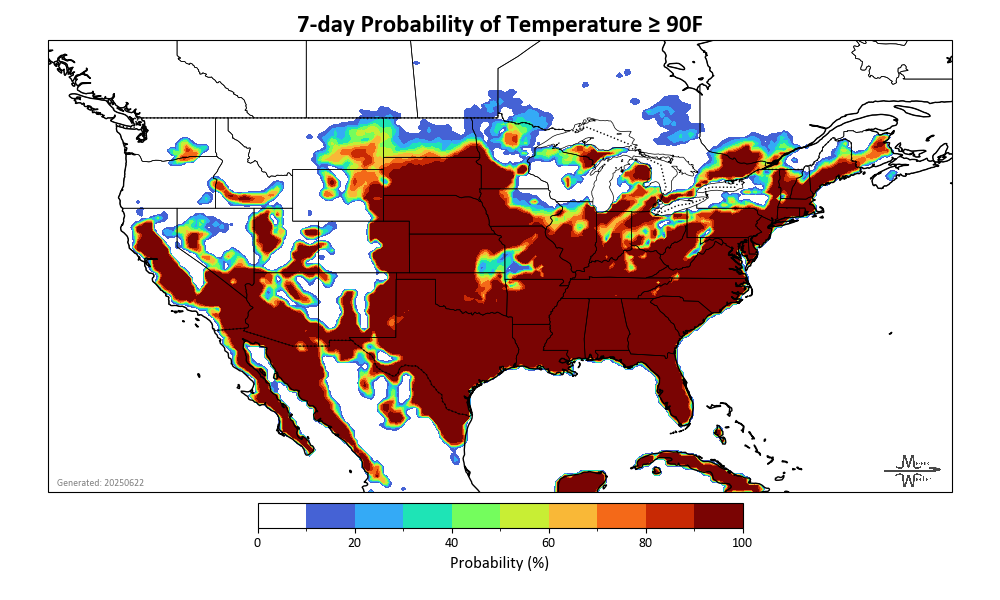 7-day Probability of Temperature ≥ 90F
Generated: 20250622
0 20 40 60 80 100
Probability (%)